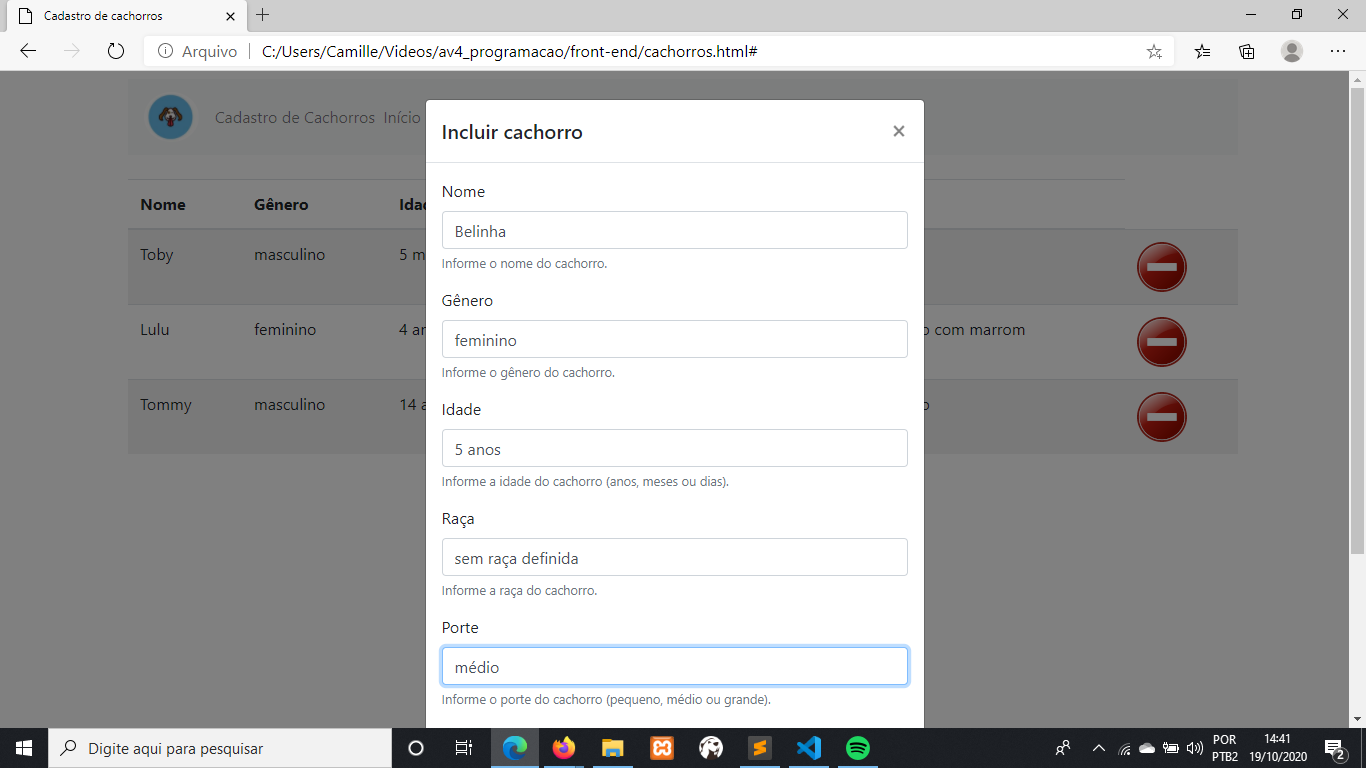 Cadastro de cachorros
Arquivo
C:/Users/Camille/Videos/av4_programacao/front-end/cachorros.html#
Cadastro de Cachorros Início
Incluir cachorro
Nome
Belinha
Informe o nome do cachorro.
Gênero
feminino
Informe o gênero do cachorro.
Idade
5 anos
Informe a idade do cachorro (anos, meses ou dias).
Raça
sem raça definida
Informe a raça do cachorro.
Porte
médio
Informe o porte do cachorro (pequeno, médio ou grande).
Nome Gênero
Toby masculino 5
Lulu feminino 4 com marrom
Tommy masculino 14
Digite aqui para pesquisar
POR
PTB2
14:41
19/10/2020
2